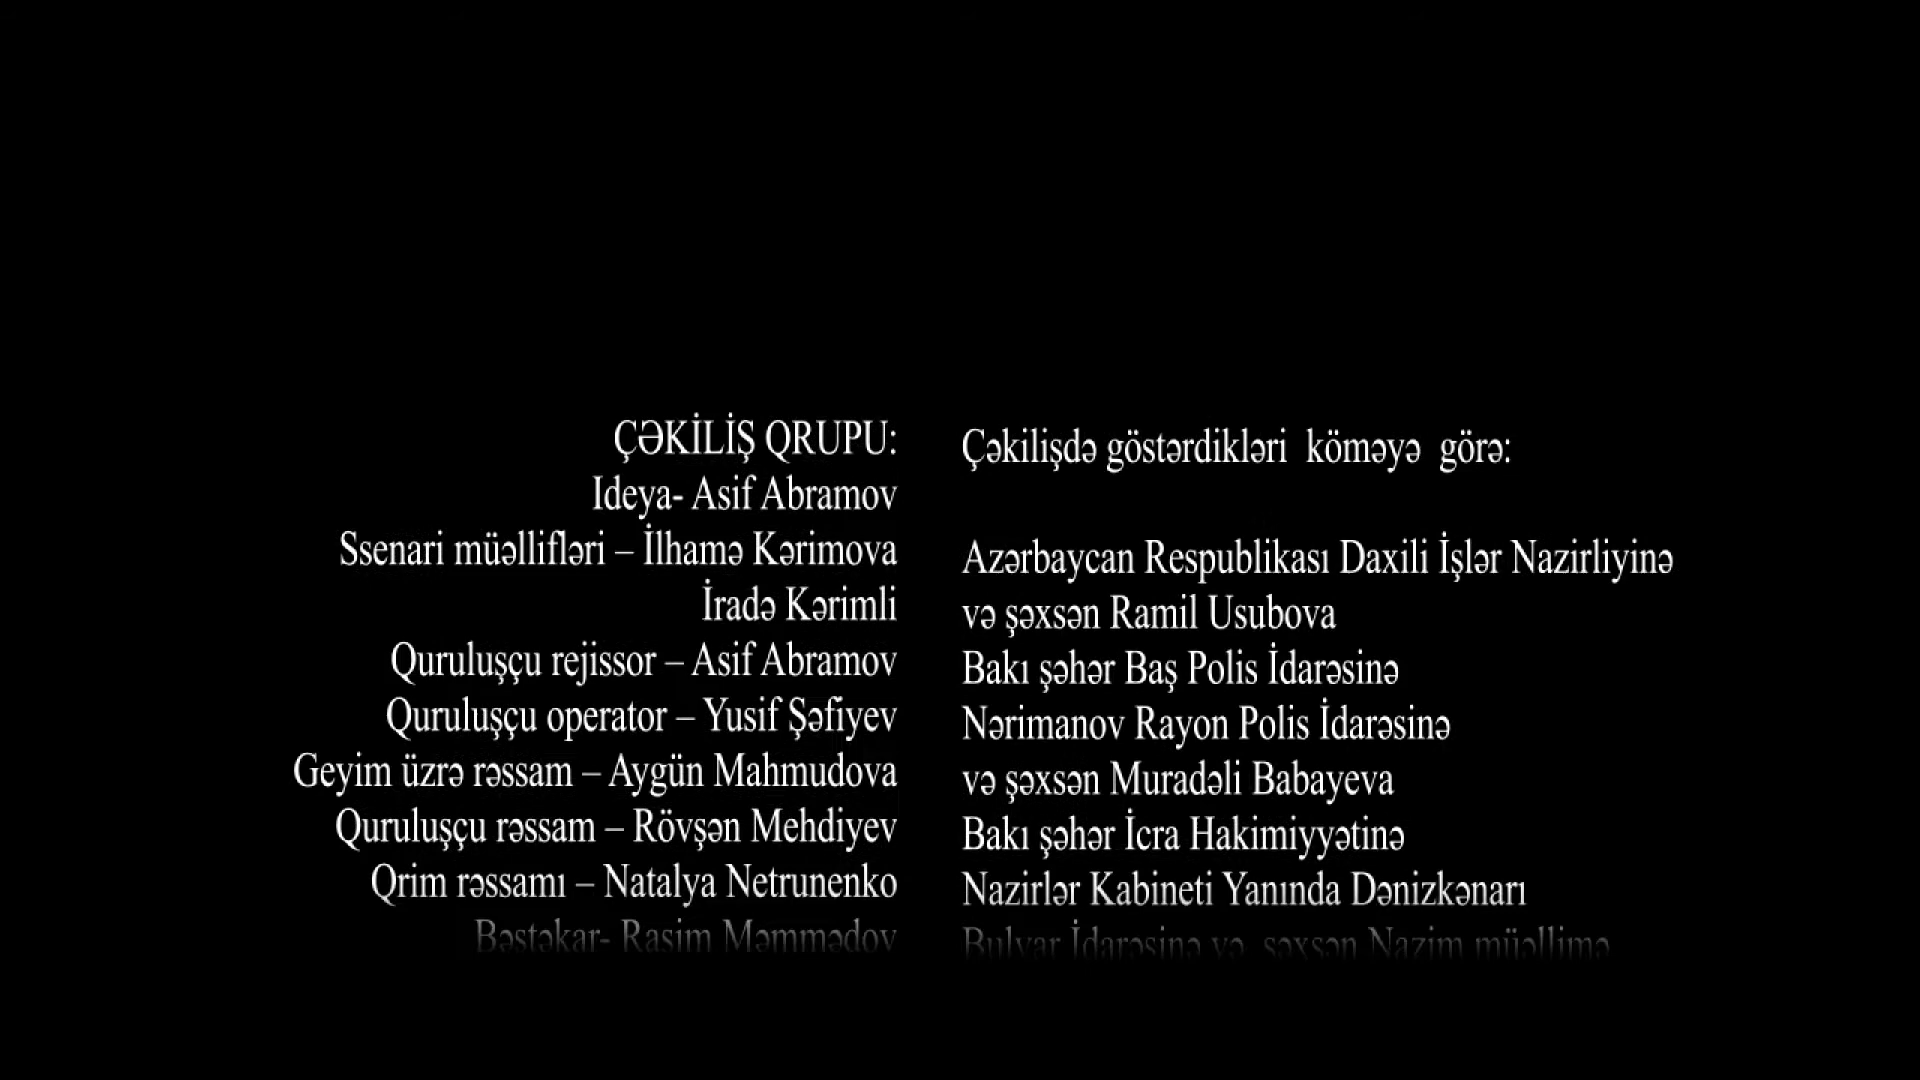 ÇƏKİLİŞ QRUPU:
Ideya- Asif Abramov
Ssenari müəllifləri – İlhamə Kərimova
İradə Kərimli
Quruluşçu rejissor – Asif Abramov
Quruluşçu operator – Yusif Şəfiyev
Geyim üzrə rəssam – Aygün Mahmudova
Quruluşçu rəssam – Rövşən Mehdiyev
Qrim rəssamı – Natalya Netrunenko
Bəstəkar- Rasim Məmmədov
Çəkilişdə göstərdikləri köməyə görə:
Azərbaycan Respublikası Daxili İşlər Nazirliyinə
və şəxsən Ramil Usubova
Bakı şəhər Baş Polis İdarəsinə
Nərimanov Rayon Polis İdarəsinə
və şəxsən Muradəli Babayeva
Bakı şəhər İcra Hakimiyyətinə
Nazirlər Kabineti Yanında Dənizkənarı
Bulvar İdarəsinə və şəxsən Nazim müəllimə